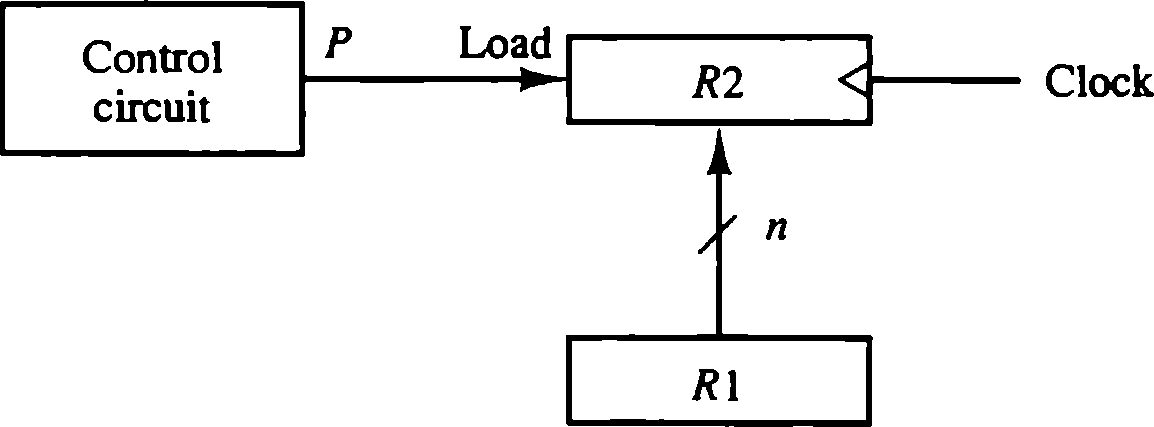 Control
circuit
P
Load
R2
Clock
n
R1